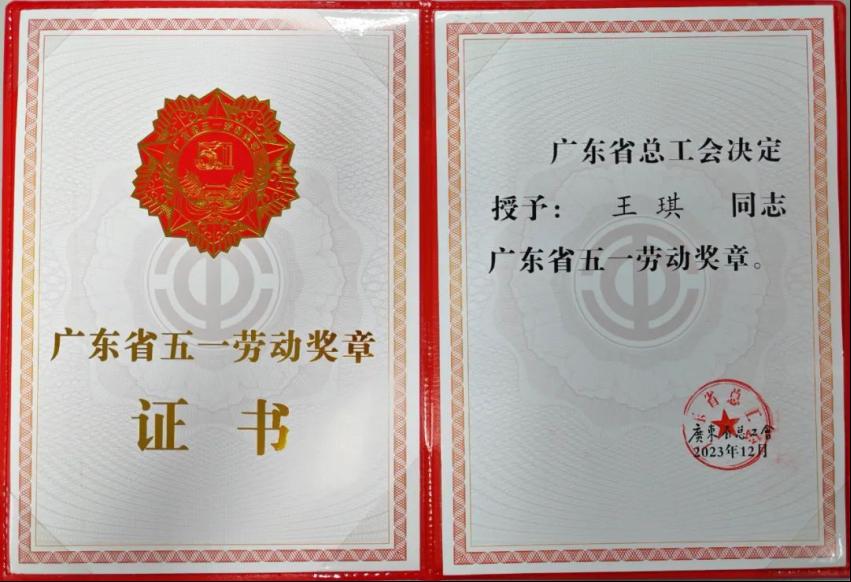 广东省五一劳动奖章
证书
广东省总工会决定
授予： 王琪 同志
广东省五一劳动奖章。
廣東省總工會
2023年12月